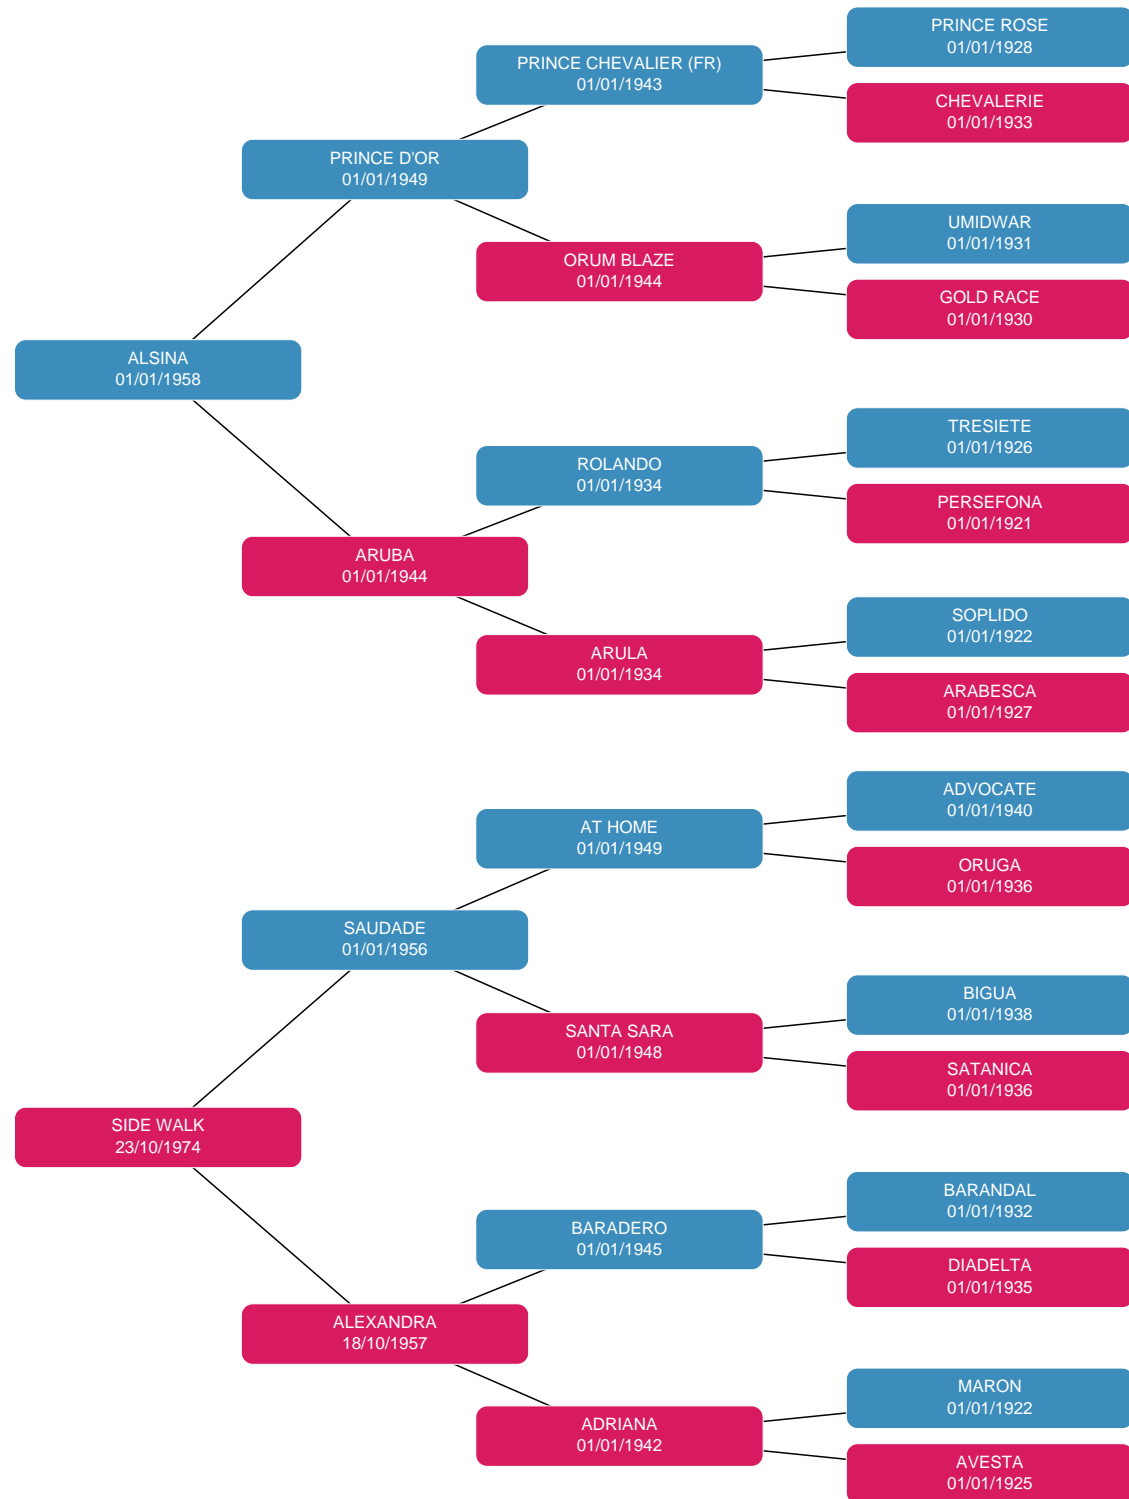 PRINCE ROSE
01/01/1928
PRINCE CHEVALIER (FR)
01/01/1943
CHEVALERIE
01/01/1933
PRINCE D'OR
01/01/1949
UMIDWAR
01/01/1931
ORUM BLAZE
01/01/1944
GOLD RACE
01/01/1930
ALSINA
01/01/1958
TRESIETE
01/01/1926
ROLANDO
01/01/1934
PERSEFONA
01/01/1921
ARUBA
01/01/1944
SOPLIDO
01/01/1922
ARULA
01/01/1934
ARABESCA
01/01/1927
ADVOCATE
01/01/1940
AT HOME
01/01/1949
ORUGA
01/01/1936
SAUDADE
01/01/1956
BIGUA
01/01/1938
SANTA SARA
01/01/1948
SATANICA
01/01/1936
SIDE WALK
23/10/1974
BARANDAL
01/01/1932
BARADERO
01/01/1945
DIADELTA
01/01/1935
ALEXANDRA
18/10/1957
MARON
01/01/1922
ADRIANA
01/01/1942
AVESTA
01/01/1925